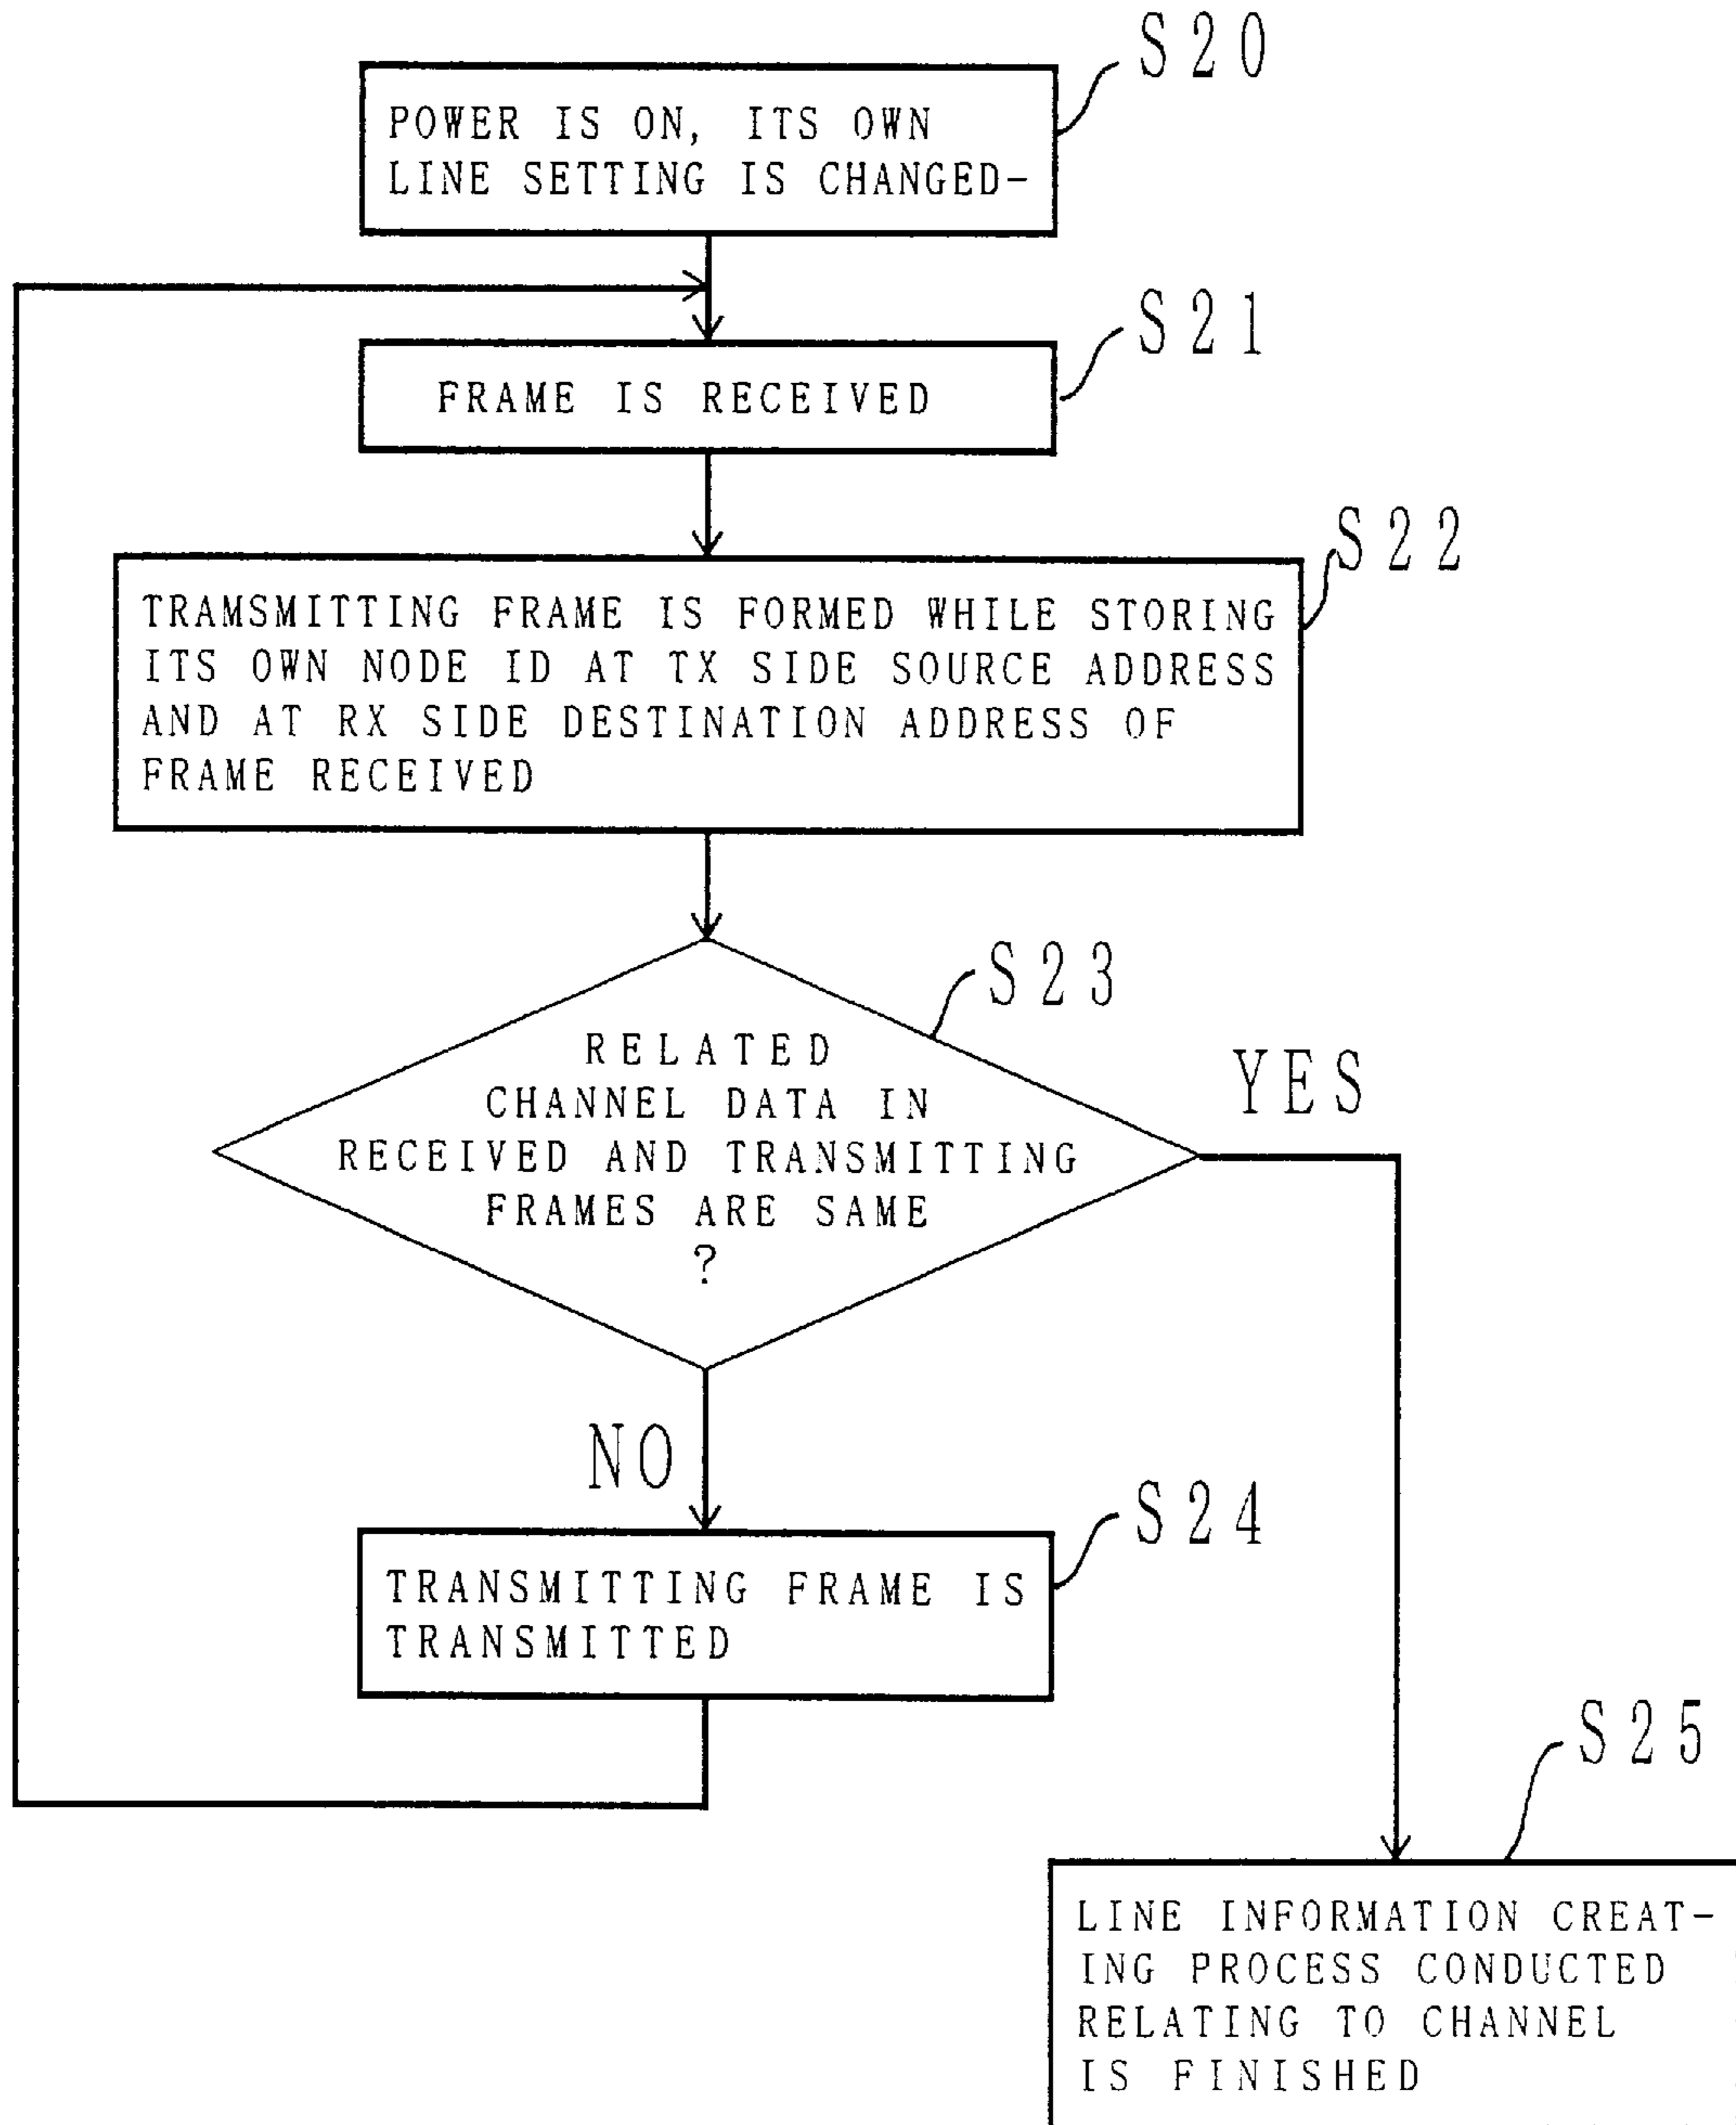 S20
POWER IS ON, ITS OWN
LINE SETTING IS CHANGED-
S21
FRAME IS RECEIVED
S22
TRAMSMITTING FRAME IS FORMED WHILE STORING
ITS OWN NODE ID AT TX SIDE SOURCE ADDRESS
AND AT RX SIDE DESTINATION ADDRESS OF
FRAME RECEIVED
S23
RELATED
CHANNEL DATA IN
RECEIVED AND TRANSMITTING
FRAMES ARE SAME
?
YES
NO
S24
TRANSMITTING FRAME IS
TRANSMITTED
S25
LINE INFORMATION CREAT-
ING PROCESS CONDUCTED
RELATING TO CHANNEL
IS FINISHED